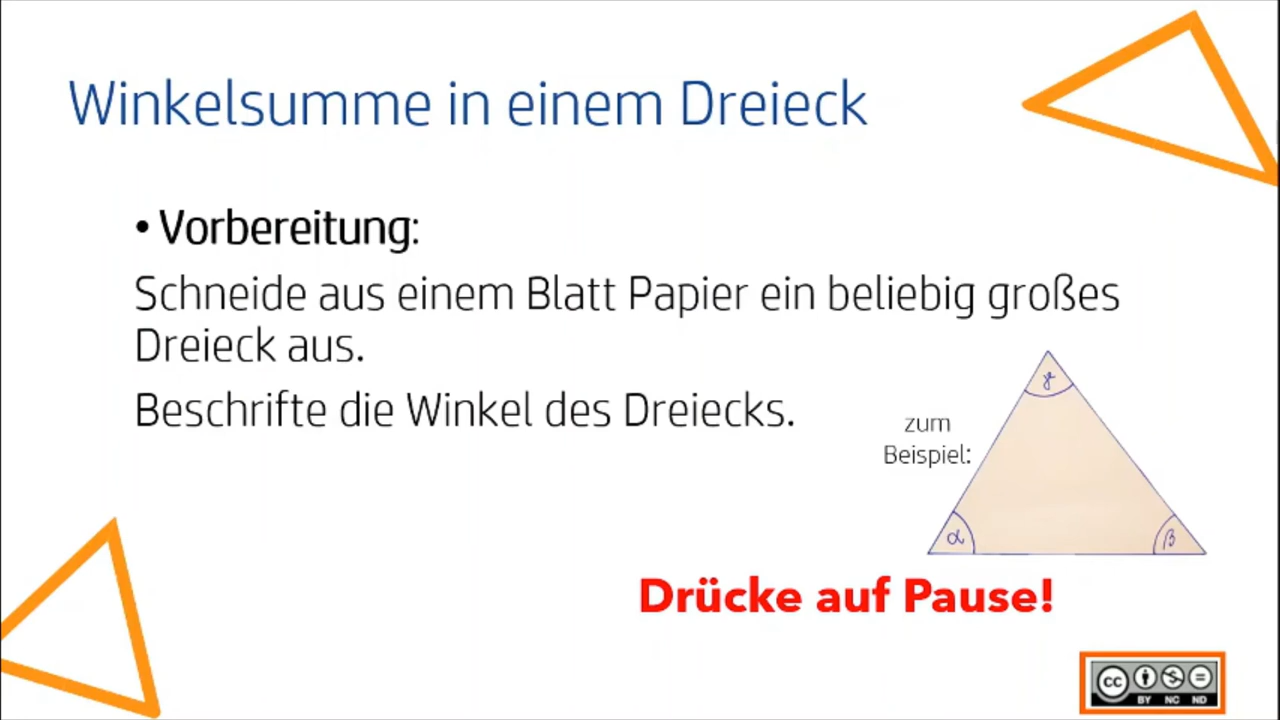 Winkelsumme in einem Dreieck
• Vorbereitung:
Schneide aus einem Blatt Papier ein beliebig großes
Dreieck aus.
Beschrifte die Winkel des Dreiecks.
zum
Beispiel:
γ
α
β
Drücke auf Pause!
cc
BY NC ND